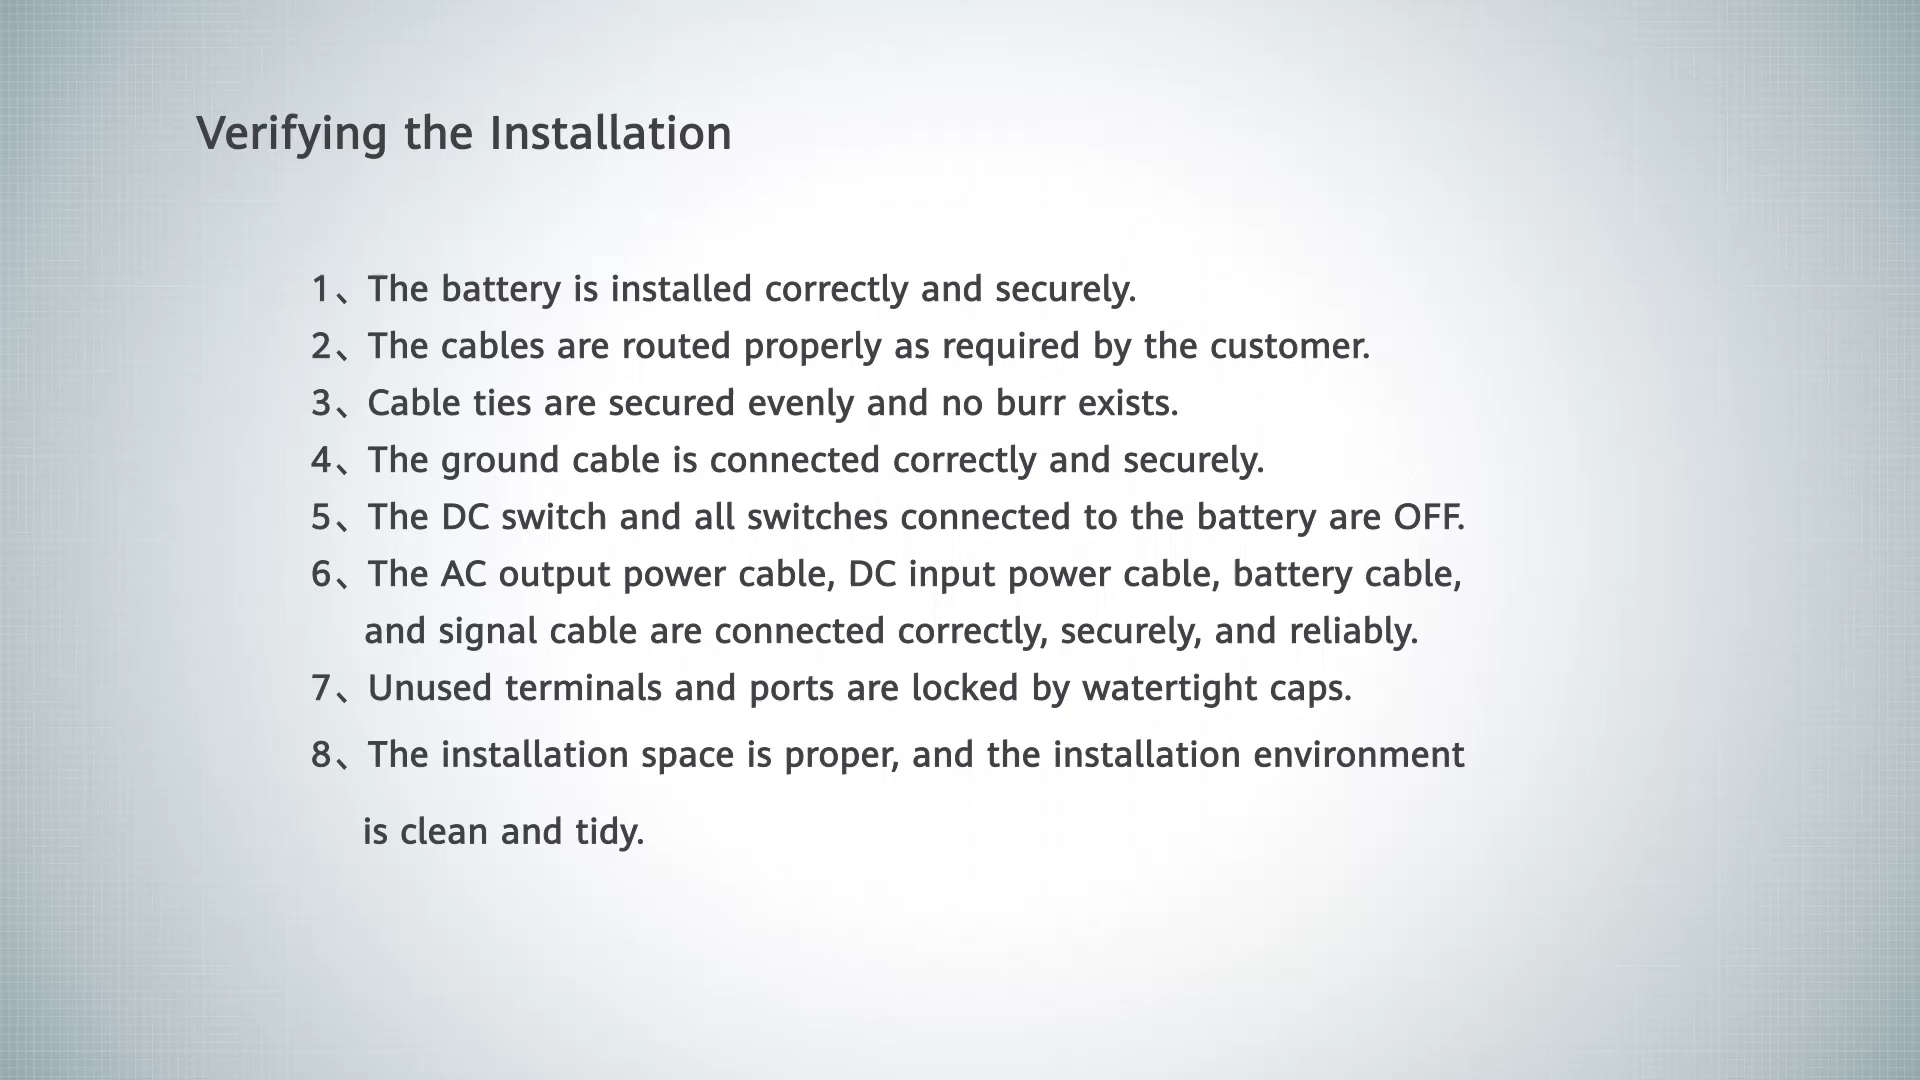 Verifying the Installation
1、The battery is installed correctly and securely.
2、The cables are routed properly as required by the customer.
3、Cable ties are secured evenly and no burr exists.
4、The ground cable is connected correctly and securely.
5、The DC switch and all switches connected to the battery are OFF.
6、The AC output power cable, DC input power cable, battery cable,
and signal cable are connected correctly, securely, and reliably.
7、Unused terminals and ports are locked by watertight caps.
8、The installation space is proper, and the installation environment
is clean and tidy.